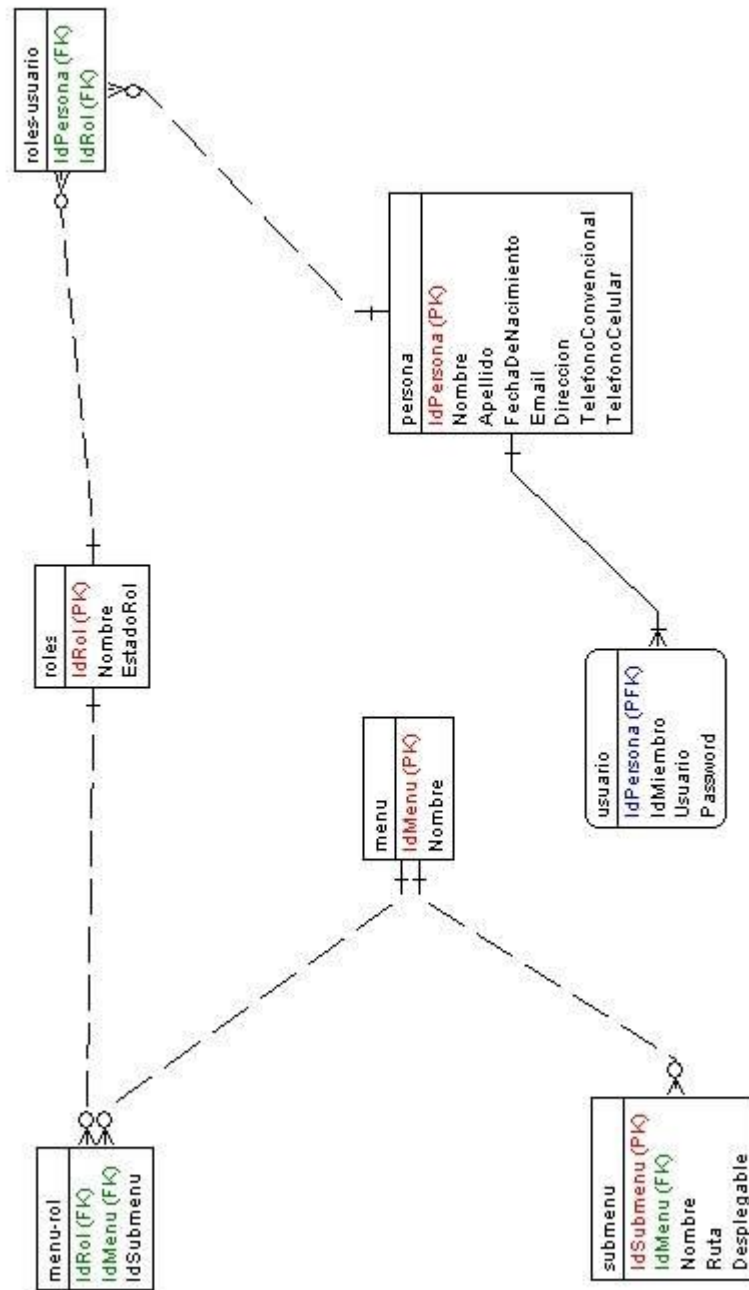 menu-rol
IdRol (FK)
IdMenu (FK)
IdSubmenu
roles
IdRol (PK)
Nombre
EstadoRol
roles-usuario
IdPersona (FK)
IdRol (FK)
menu
IdMenu (PK)
Nombre
persona
IdPersona (PK)
Nombre
Apellido
FechaDeNacimiento
Email
Direccion
TelefonoConvencional
TelefonoCelular
submenu
IdSubmenu (PK)
IdMenu (FK)
Nombre
Ruta
Desplegable
usuario
IdPersona (PFK)
IdMiembro
Usuario
Password